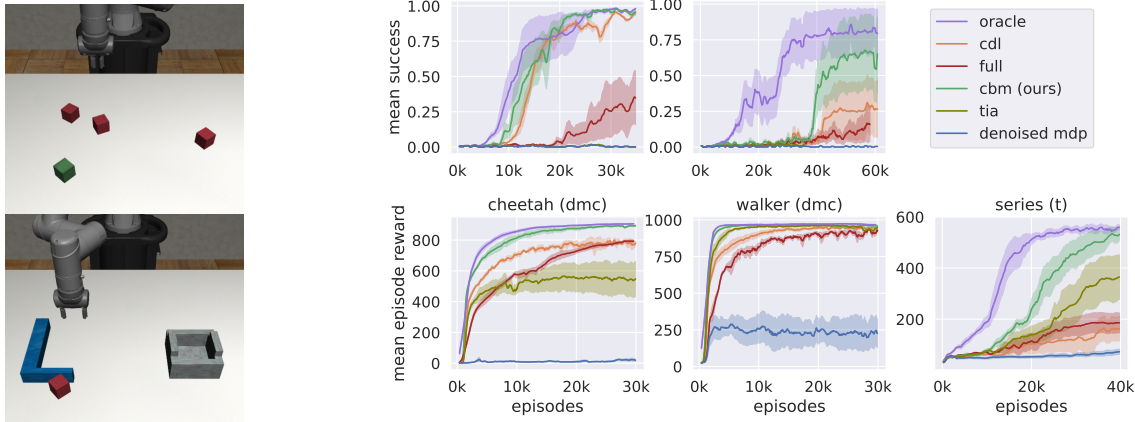 mean success
1.00
0.75
0.50
0.25
0.00
0k 10k 20k 30k
1.00
0.75
0.50
0.25
0.00
0k 20k 40k 60k
oracle
cdl
full
cbm (ours)
tia
denoised mdp
mean episode reward
cheetah (dmc)
800
600
400
200
0
0k 10k 20k 30k
episodes
walker (dmc)
1000
750
500
250
0
0k 10k 20k 30k
episodes
series (t)
600
400
200
0k 20k 40k
episodes